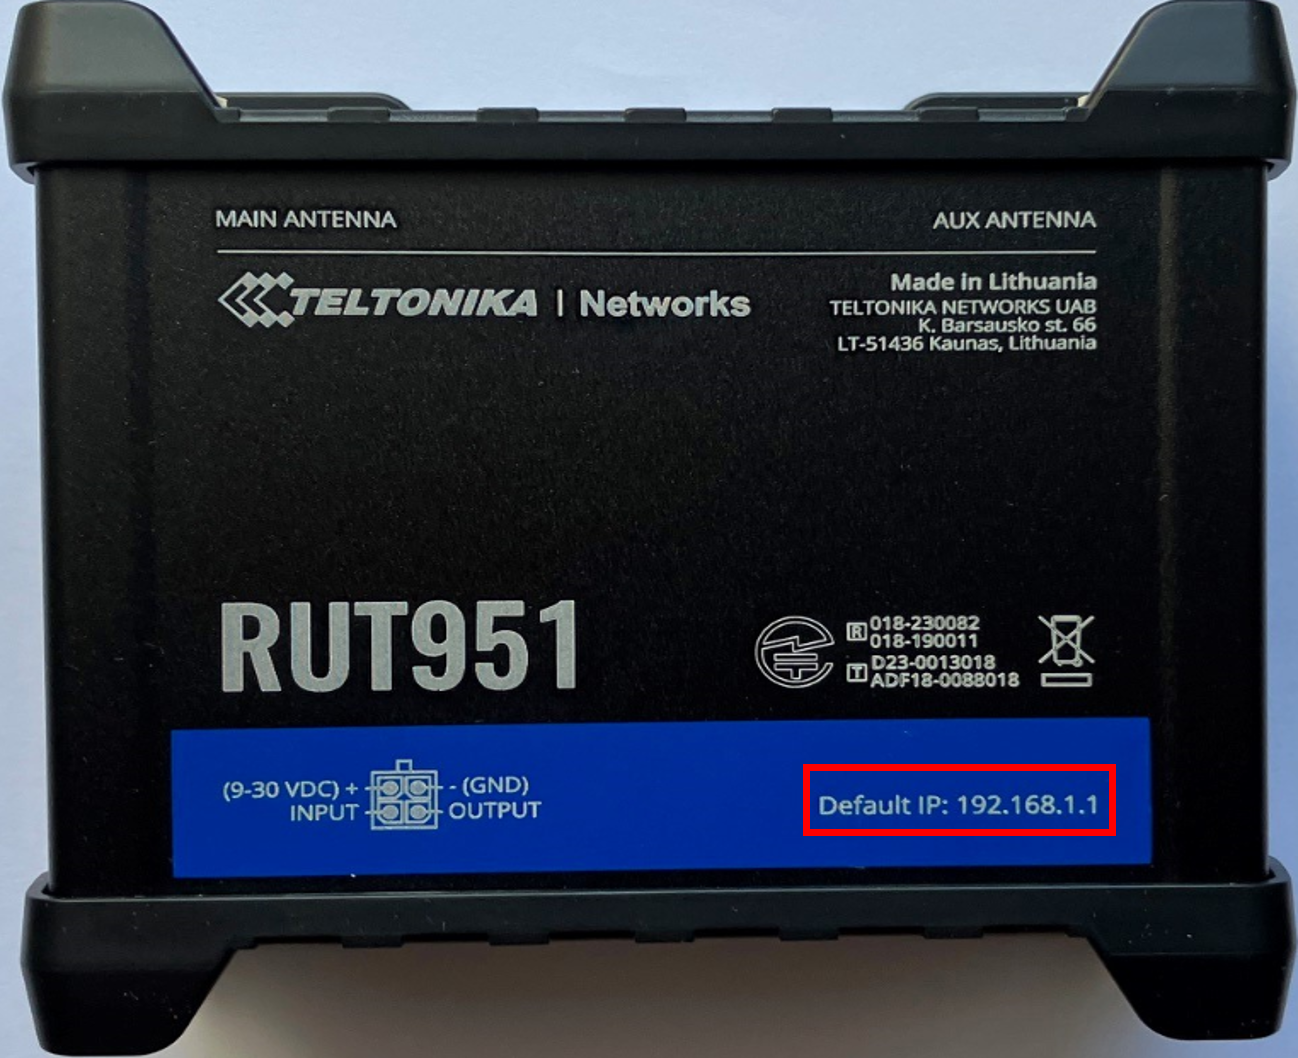 MAIN ANTENNA
AUX ANTENNA
TELTONIKA | Networks
Made in Lithuania
TELTONIKA NETWORKS UAB
K. Barsausko st. 66
LT-51436 Kaunas, Lithuania
RUT951
R 018-230082
018-190011
T D23-0013018
ADF18-0088018
(9-30 VDC) + - (GND)
INPUT OUTPUT
Default IP: 192.168.1.1